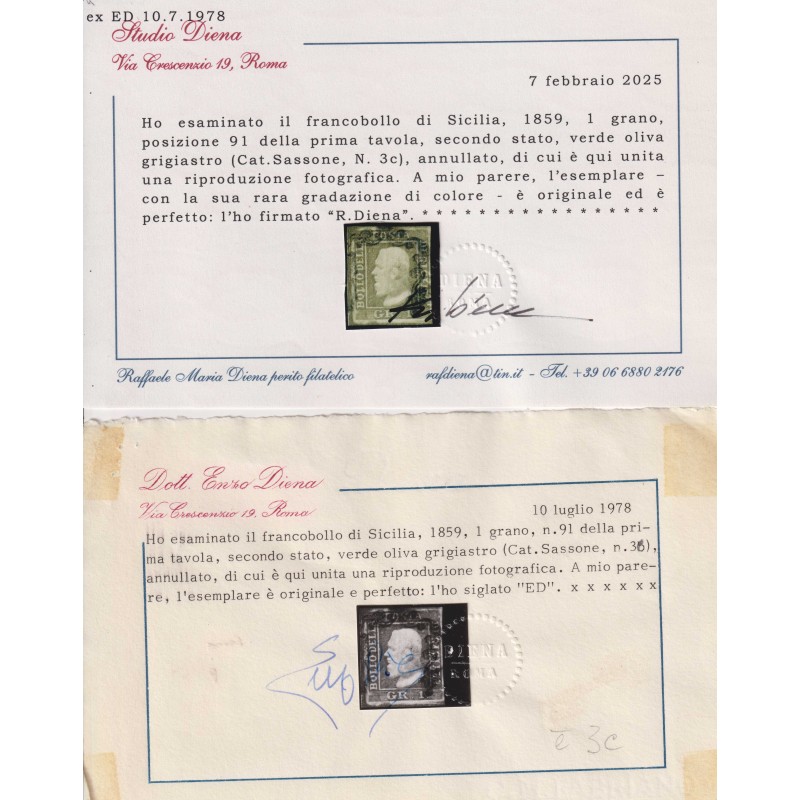 ex ED 10.7.1978
Studio Diena
Via Crescenzio 19, Roma
7 febbraio 2025
Ho esaminato il francobollo di Sicilia, 1859, 1 grano,
posizione 91 della prima tavola, secondo stato, verde oliva
grigiastro (Cat.Sassone, N. 3c), annullato, di cui è qui unita
una riproduzione fotografica. A mio parere, l'esemplare –
con la sua rara gradazione di colore - è originale ed è
perfetto: l'ho firmato "R.Diena". * * * * * * * * * * * * * * * * *
BOLLO DELL
GR
DIENA
Raffaele Maria Diena perito filatelico
rafdiena@tin.it - Tel. +39 06 6880 2176
Dott. Enzo Diena
Via Crescenzio 19, Roma
10 luglio 1978
Ho esaminato il francobollo di Sicilia, 1859, 1 grano, n.91 della pri-
ma tavola, secondo stato, verde oliva grigiastro (Cat.Sassone, n.3
annullato, di cui è qui unita una riproduzione fotografica. A mio pare-
re, l'esemplare è originale e perfetto: l'ho siglato "ED". x x x x x x
BOLLO DELL
GR. 1
DIENA
ROMA
è 3c